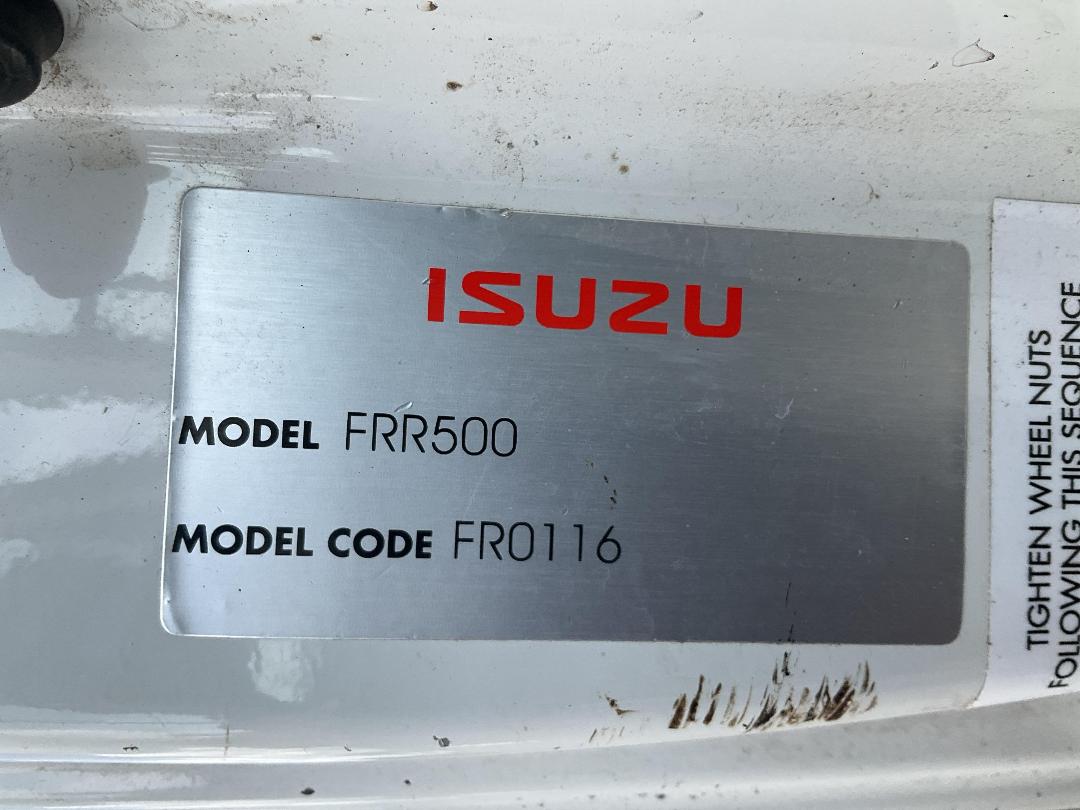 ISUZU
MODEL FRR500
MODEL CODE FR0116
TIGHTEN WHEEL NUTS
FOLLOWING THIS SEQUENCE